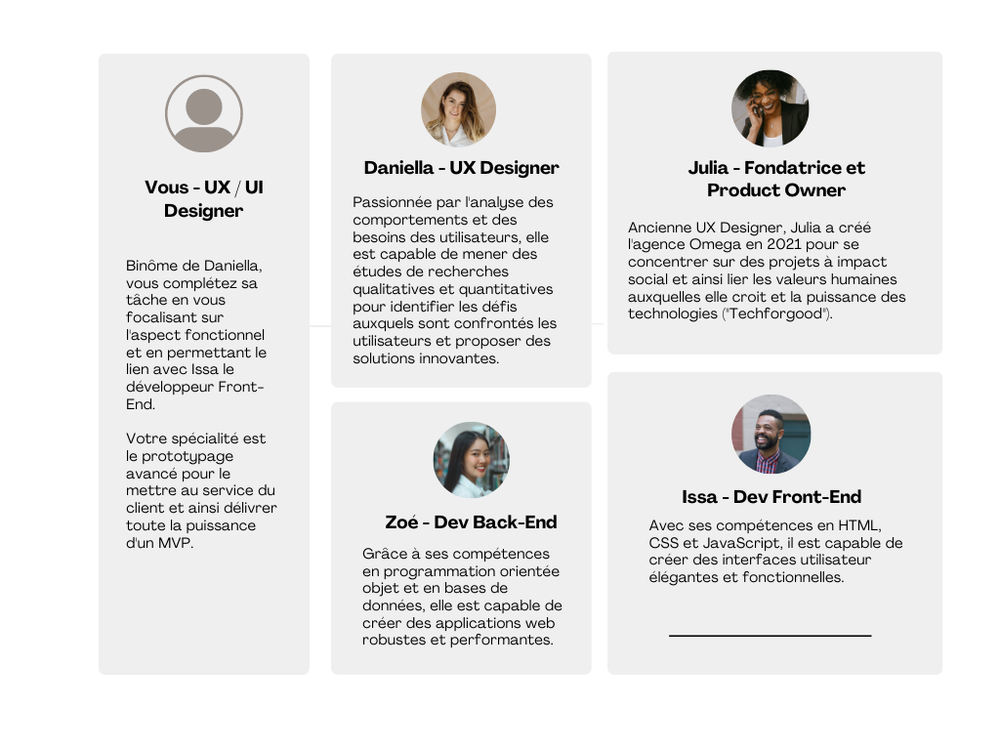 Vous - UX / UI
Designer
Binôme de Daniella,
vous complétez sa
tâche en vous
focalisant sur
l'aspect fonctionnel
et en permettant le
lien avec Issa le
développeur Front-
End.
Votre spécialité est
le prototypage
avancé pour le
mettre au service du
client et ainsi délivrer
toute la puissance
d'un MVP.
Daniella - UX Designer
Passionnée par l'analyse des
comportements et des
besoins des utilisateurs, elle
est capable de mener des
études de recherches
qualitatives et quantitatives
pour identifier les défis
auxquels sont confrontés les
utilisateurs et proposer des
solutions innovantes.
Julia - Fondatrice et
Product Owner
Ancienne UX Designer, Julia a créé
l'agence Omega en 2021 pour se
concentrer sur des projets à impact
social et ainsi lier les valeurs humaines
auxquelles elle croit et la puissance des
technologies ("Techforgood").
Zoé - Dev Back-End
Grâce à ses compétences
en programmation orientée
objet et en bases de
données, elle est capable de
créer des applications web
robustes et performantes.
Issa - Dev Front-End
Avec ses compétences en HTML,
CSS et JavaScript, il est capable de
créer des interfaces utilisateur
élégantes et fonctionnelles.